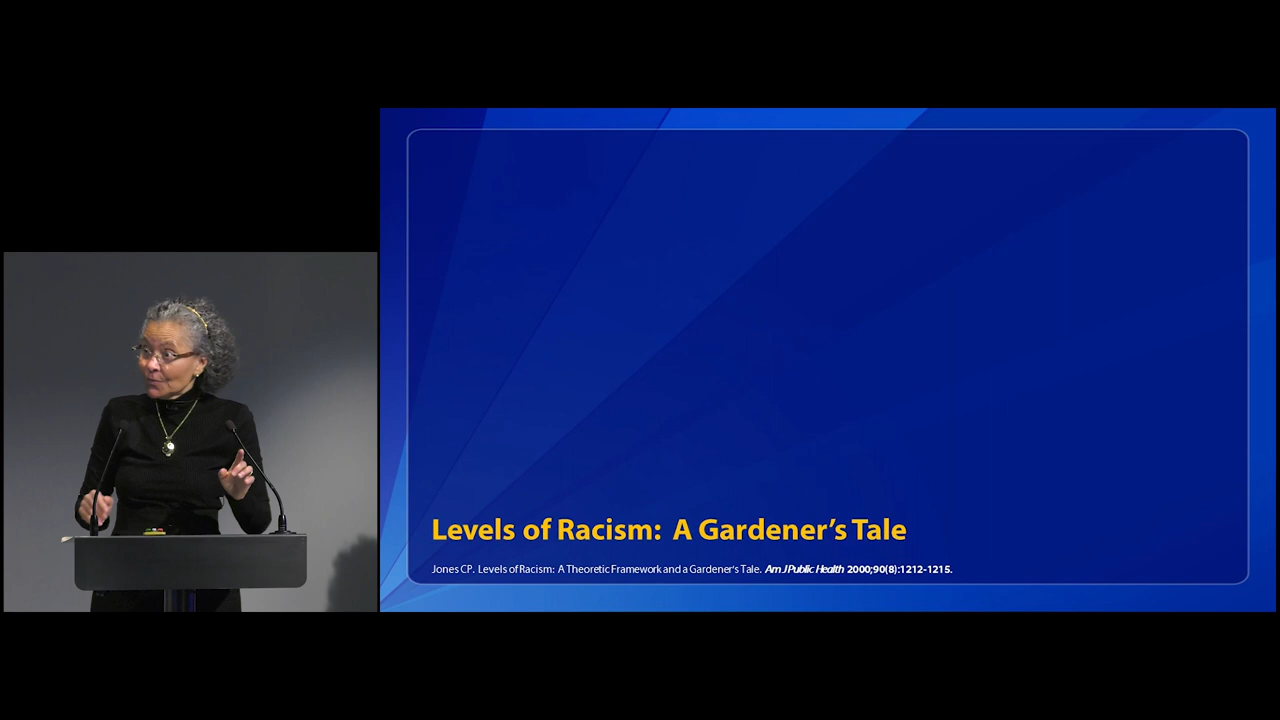 Levels of Racism: A Gardener's Tale
Jones CP. Levels of Racism: A Theoretic Framework and a Gardener's Tale. Am J Public Health 2000;90(8):1212-1215.